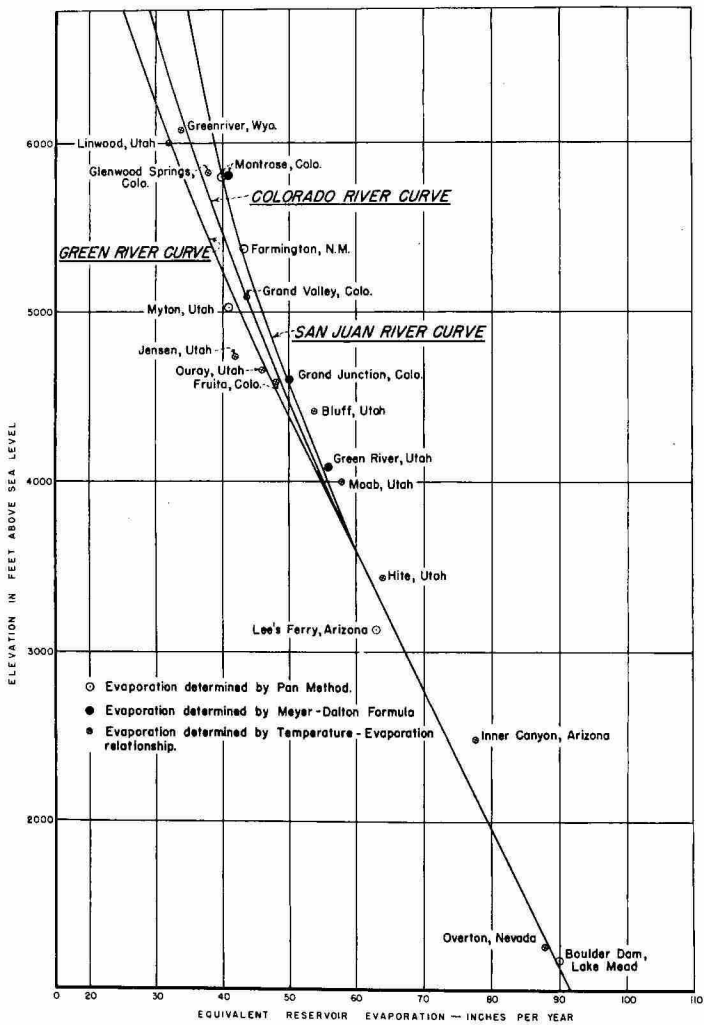 Greenriver, Wyo.
6000
Linwood, Utah
Glenwood Springs,
Colo.
Montrose, Colo.
COLORADO RIVER CURVE
GREEN RIVER CURVE
Farmington, N.M.
Grand Valley, Colo.
5000
Myton, Utah
SAN JUAN RIVER CURVE
Jensen, Utah
Ouray, Utah
Fruita, Colo.
Grand Junction, Colo.
Bluff, Utah
Green River, Utah
4000
Moab, Utah
Hite, Utah
Lee's Ferry, Arizona
3000
Evaporation determined by Pan Method.
Evaporation determined by Meyer-Dalton Formula
Evaporation determined by Temperature-Evaporation
relationship.
Inner Canyon, Arizona
2000
Overton, Nevada
Boulder Dam,
Lake Mead
0 20 30 40 50 60 70 80 90 100 110
EQUIVALENT RESERVOIR EVAPORATION — INCHES PER YEAR
ELEVATION IN FEET ABOVE SEA LEVEL